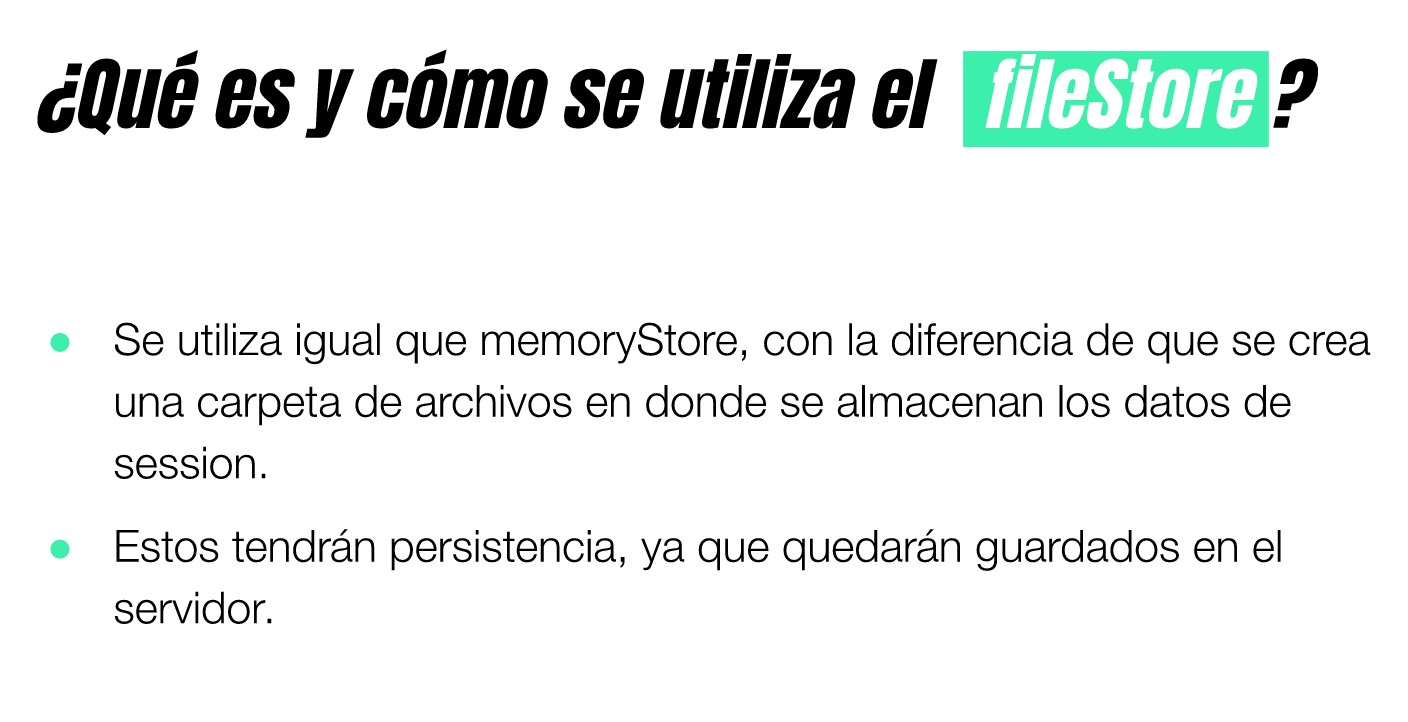 ¿Qué es y cómo se utiliza el fileStore?
● Se utiliza igual que memoryStore, con la diferencia de que se crea
una carpeta de archivos en donde se almacenan los datos de
session.
● Estos tendrán persistencia, ya que quedarán guardados en el
servidor.